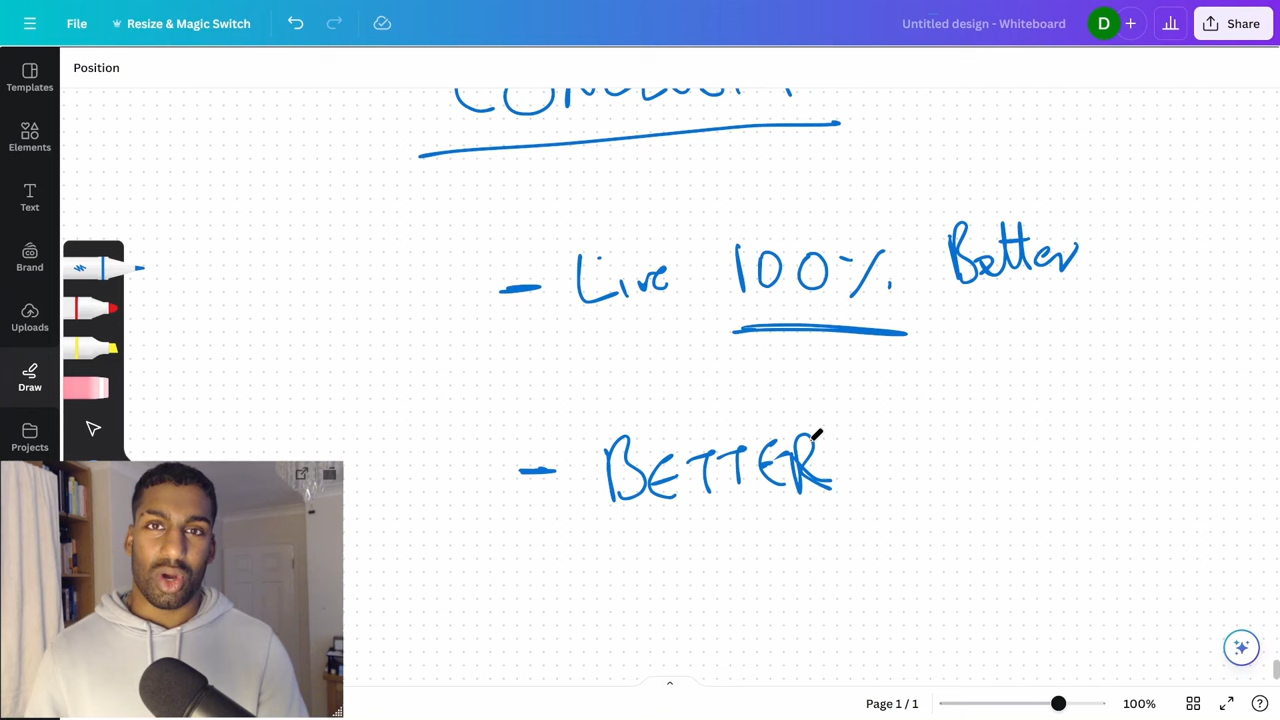 File
Resize & Magic Switch
Untitled design - Whiteboard
D
Share
Position
Templates
Elements
Text
Brand
Uploads
Draw
Projects
- Live 100% Better
- BETTER
Page 1 / 1
100%